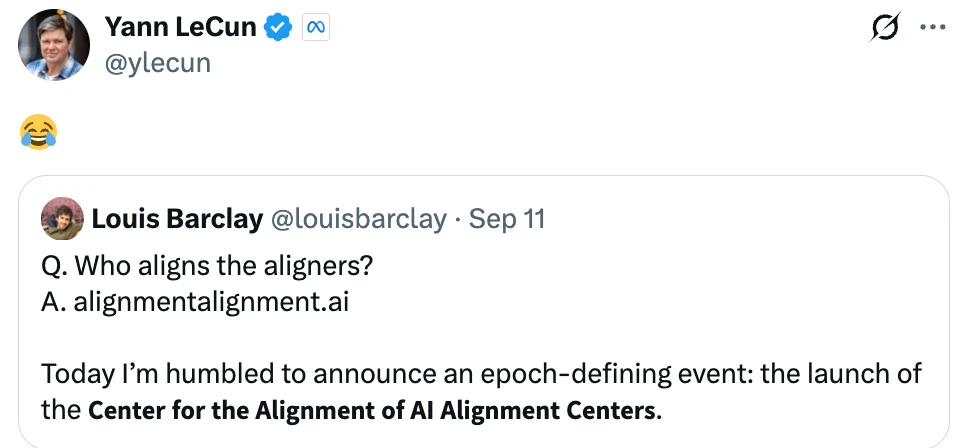 Yann LeCun
@ylecun
😂
Louis Barclay @louisbarclay · Sep 11
Q. Who aligns the aligners?
A. alignmentalignment.ai
Today I’m humbled to announce an epoch-defining event: the launch of
the Center for the Alignment of AI Alignment Centers.